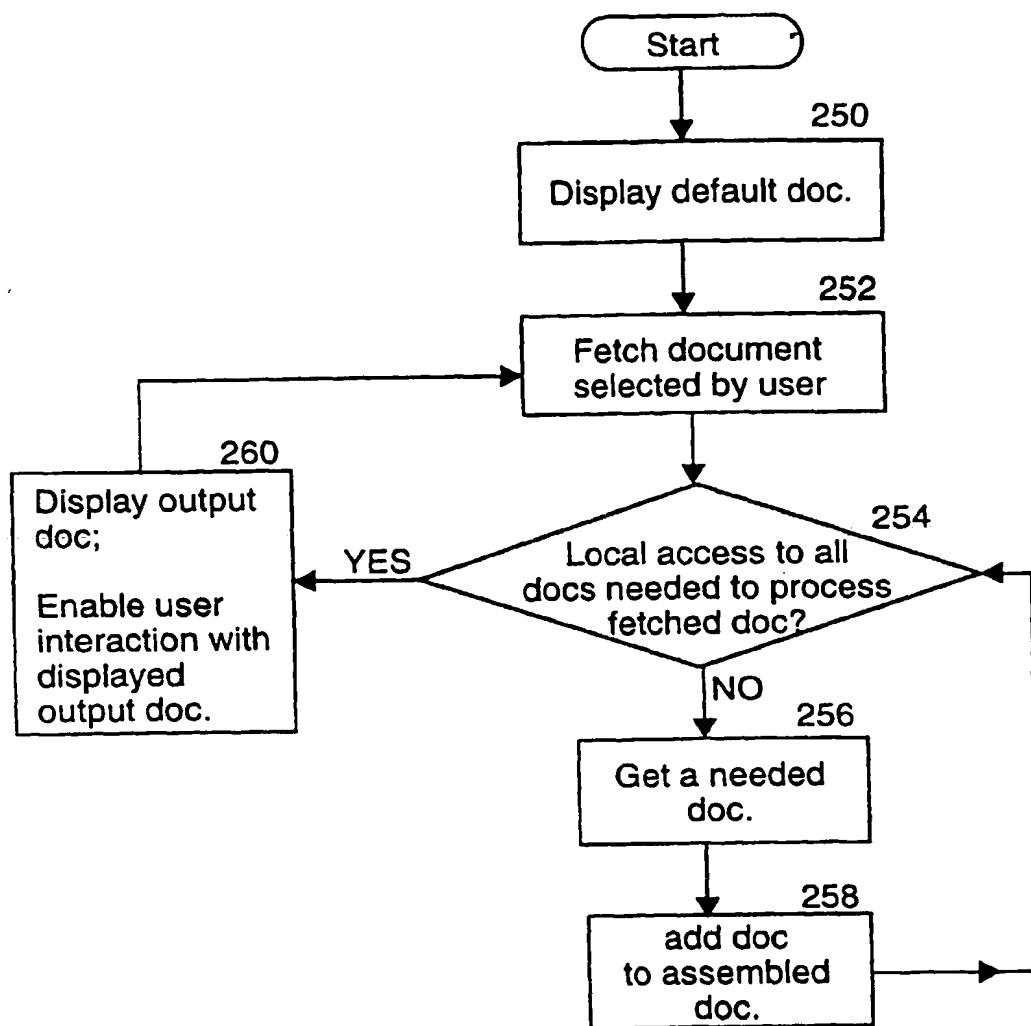 Start
250
Display default doc.
252
Fetch document
selected by user
260
Display output
doc;
Enable user
interaction with
displayed
output doc.
YES
254
Local access to all
docs needed to process
fetched doc?
NO
256
Get a needed
doc.
258
add doc
to assembled
doc.